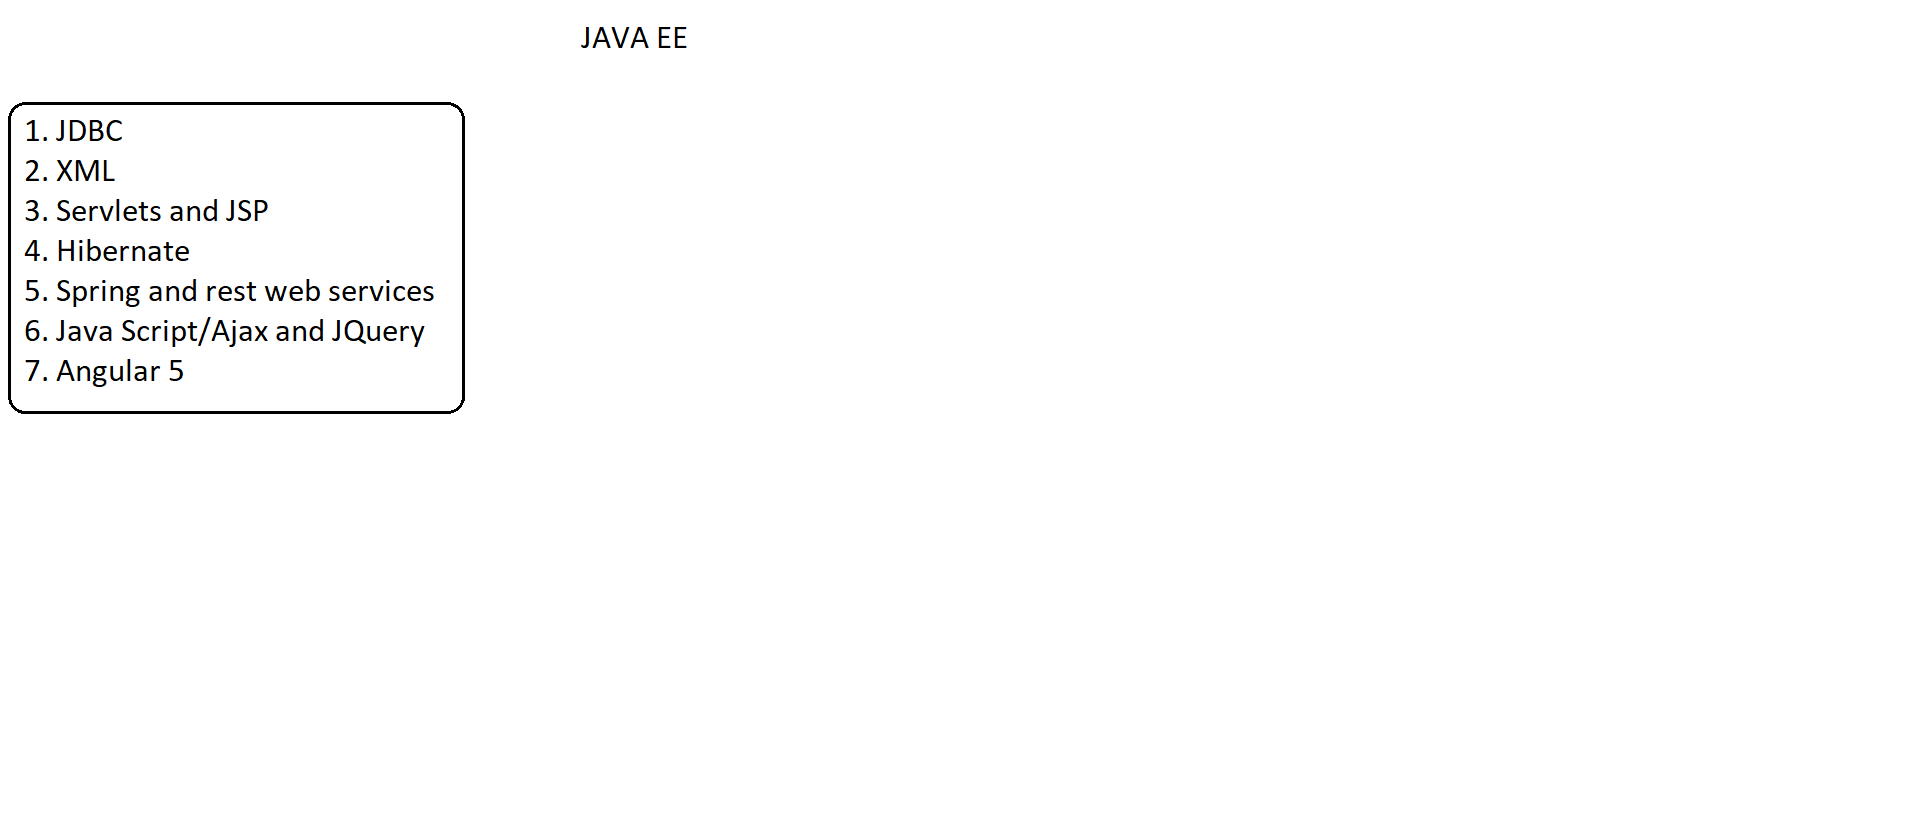 JAVA EE
1. JDBC
2. XML
3. Servlets and JSP
4. Hibernate
5. Spring and rest web services
6. Java Script/Ajax and JQuery
7. Angular 5